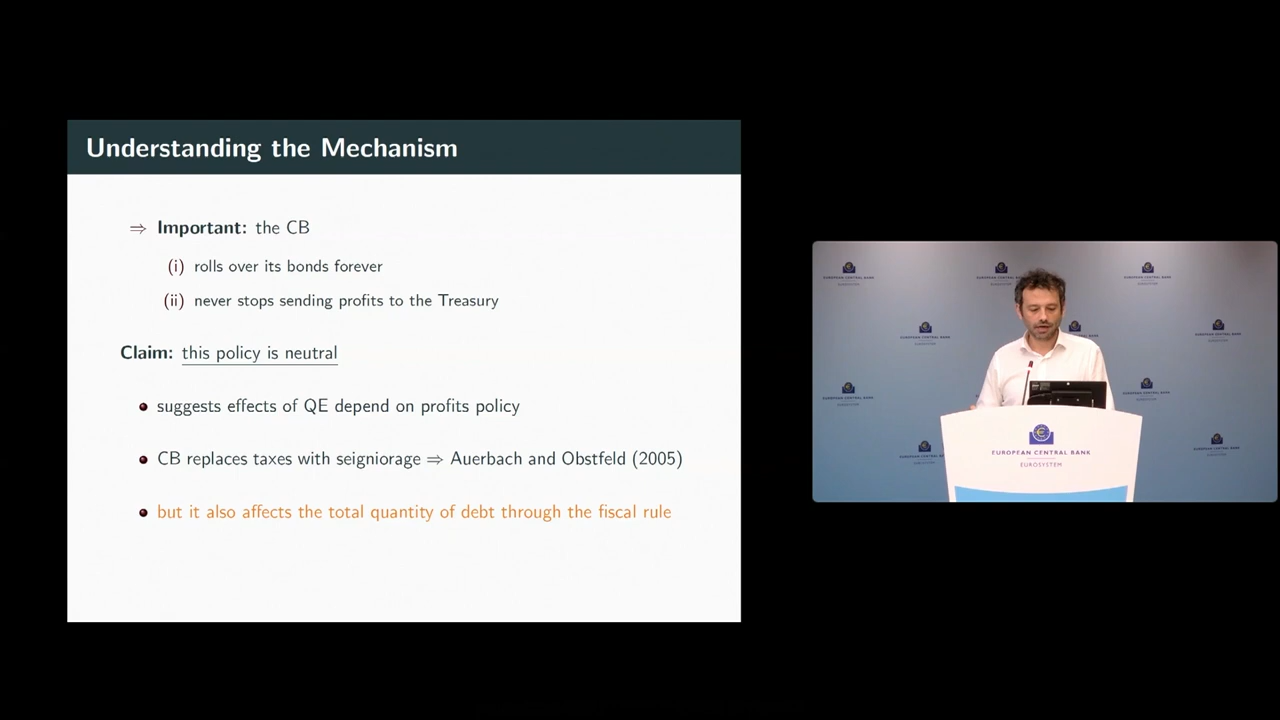 Understanding the Mechanism
⇒ Important: the CB
(i) rolls over its bonds forever
(ii) never stops sending profits to the Treasury
Claim: this policy is neutral
suggests effects of QE depend on profits policy
CB replaces taxes with seigniorage ⇒ Auerbach and Obstfeld (2005)
but it also affects the total quantity of debt through the fiscal rule
EUROPEAN CENTRAL BANK
EUROSYSTEM